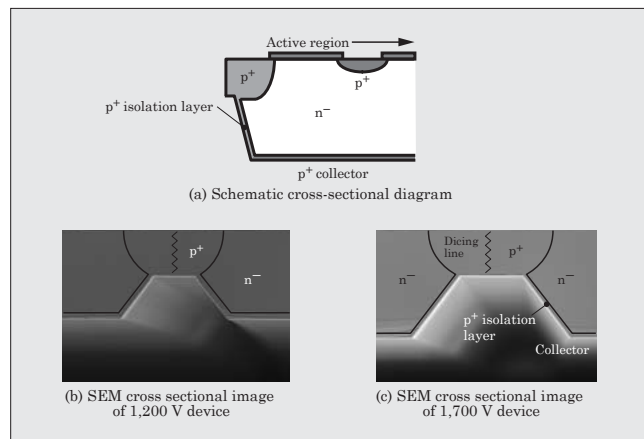 Active region
p+
p+
p+ isolation layer
n−
p+ collector
(a) Schematic cross-sectional diagram
p+
n−
(b) SEM cross sectional image
of 1,200 V device
Dicing
line
p+
n−
n−
p+ isolation
layer
Collector
(c) SEM cross sectional image
of 1,700 V device